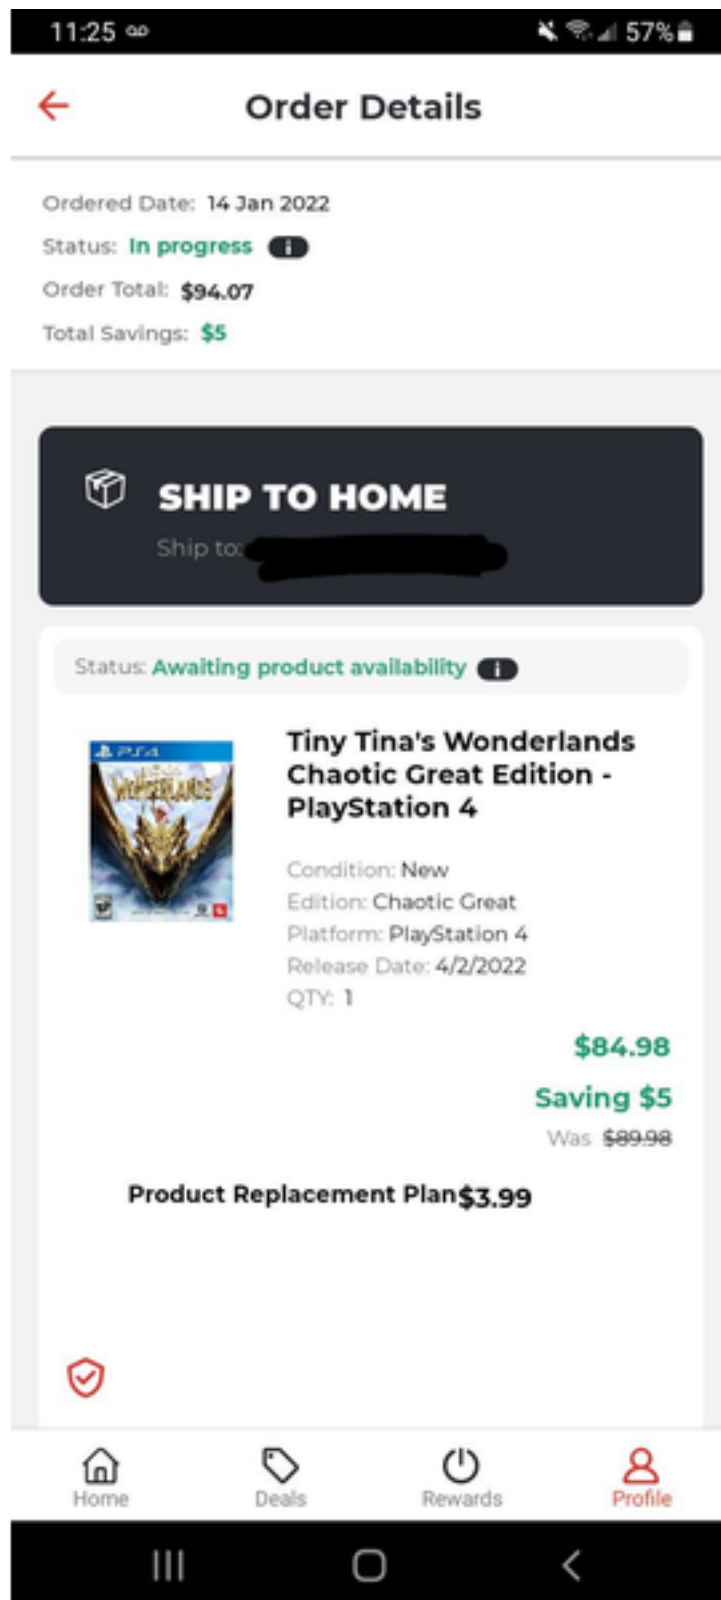 11:25
57%
Order Details
Ordered Date: 14 Jan 2022
Status: In progress i
Order Total: $94.07
Total Savings: $5
SHIP TO HOME
Ship to:
Status: Awaiting product availability i
PS4
WONDERLANDS
Tiny Tina's Wonderlands
Chaotic Great Edition -
PlayStation 4
Condition: New
Edition: Chaotic Great
Platform: PlayStation 4
Release Date: 4/2/2022
QTY: 1
$84.98
Saving $5
Was $89.98
Product Replacement Plan$3.99
Home Deals Rewards Profile